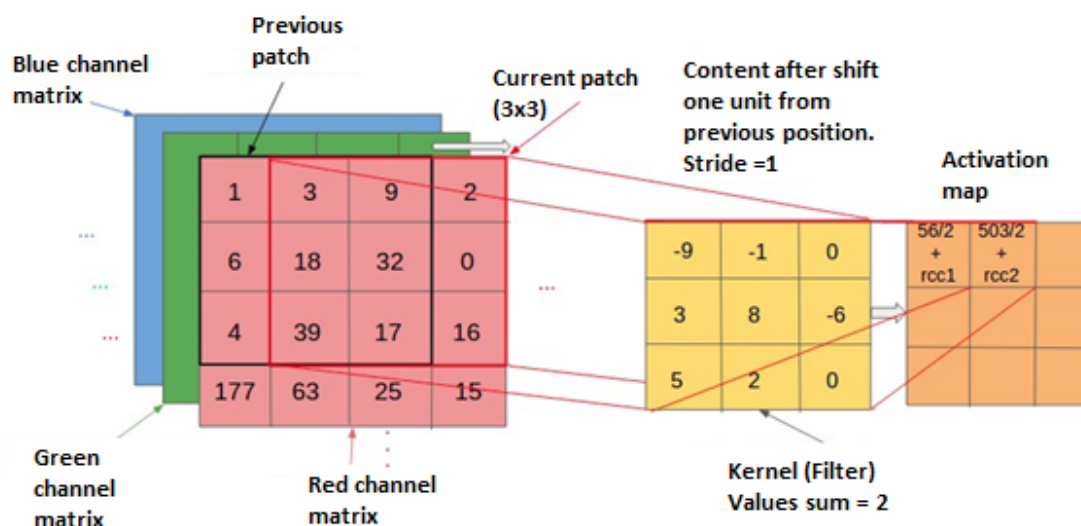 Previous
patch
Blue channel
matrix
Current patch
(3x3)
Content after shift
one unit from
previous position.
Stride =1
Activation
map
1 3 9 2
6 18 32 0
4 39 17 16
177 63 25 15
...
...
...
...
-9 -1 0
3 8 -6
5 2 0
56/2 503/2
+ +
rcc1 rcc2
Green
channel
matrix
Red channel
matrix
Kernel (Filter)
Values sum = 2